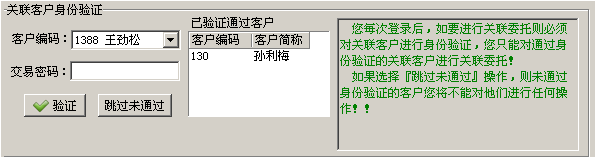 关联客户身份验证
客户编码： 1388 王劲松
交易密码：
验证 跳过未通过
已验证通过客户
客户编码 客户简称
130 孙利梅
您每次登录后，如要进行关联委托则必须
对关联客户进行身份验证，您只能对通过身
份验证的关联客户进行关联委托！
如果选择『跳过未通过』操作，则未通过
身份验证的客户您将不能对他们进行任何操
作！！